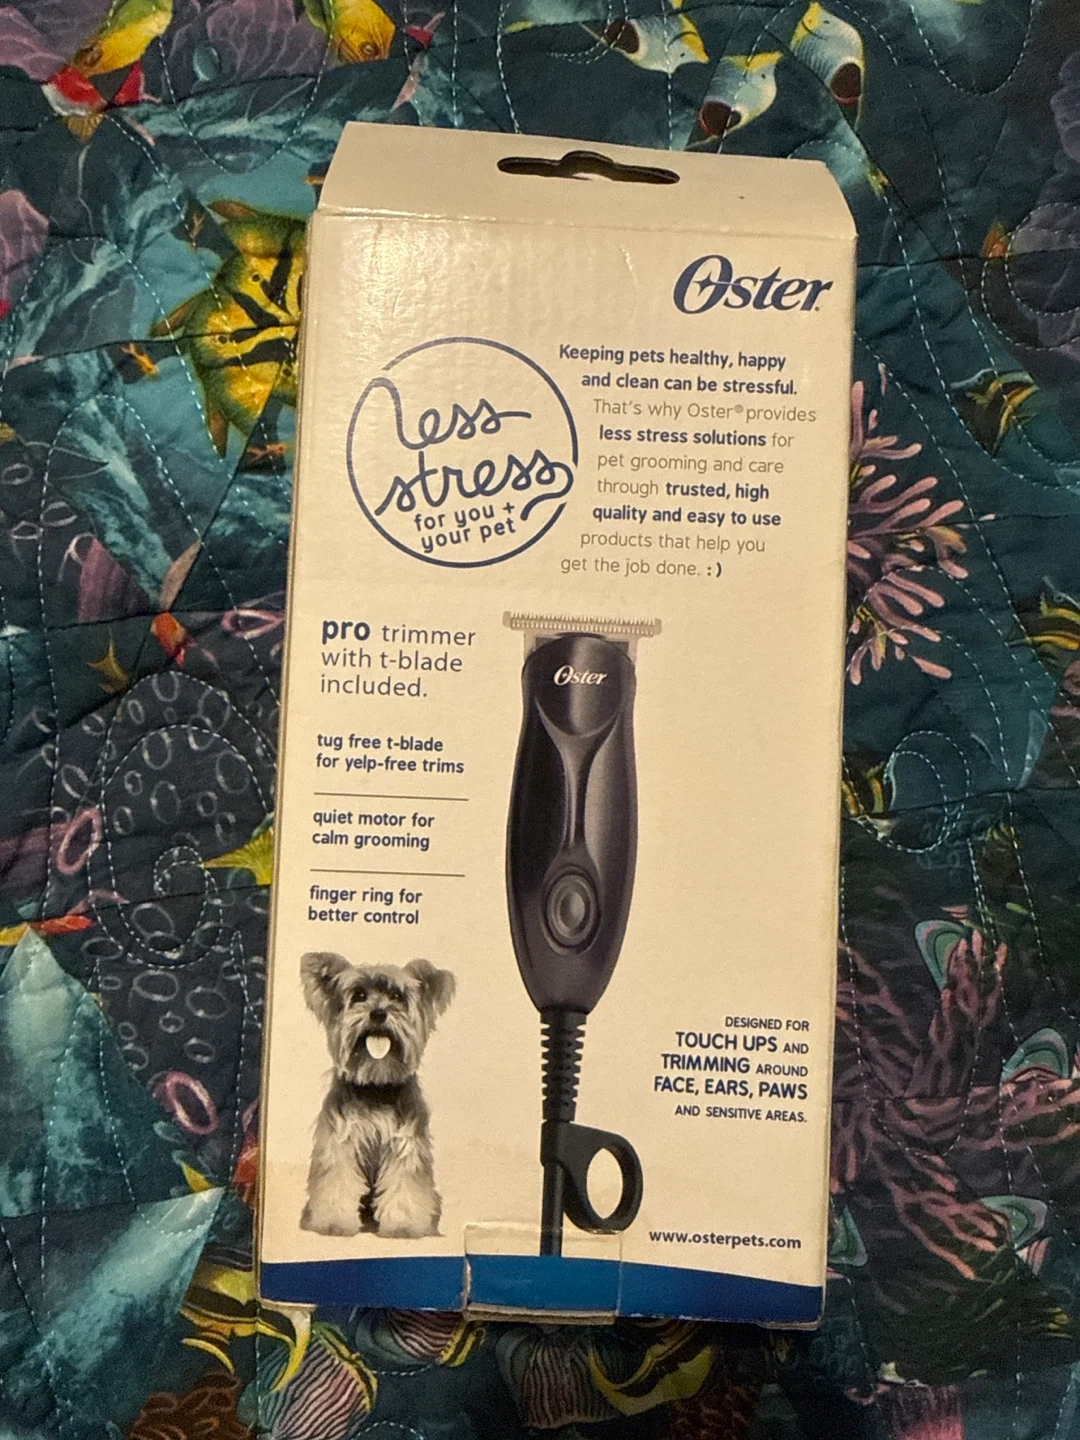 Oster
Keeping pets healthy, happy
and clean can be stressful.
That's why Oster® provides
less stress solutions for
pet grooming and care
through trusted, high
quality and easy to use
products that help you
get the job done. :)
less
stress
for you +
your pet
pro trimmer
with t-blade
included.
tug free t-blade
for yelp-free trims
quiet motor for
calm grooming
finger ring for
better control
Oster
DESIGNED FOR
TOUCH UPS AND
TRIMMING AROUND
FACE, EARS, PAWS
AND SENSITIVE AREAS.
www.osterpets.com